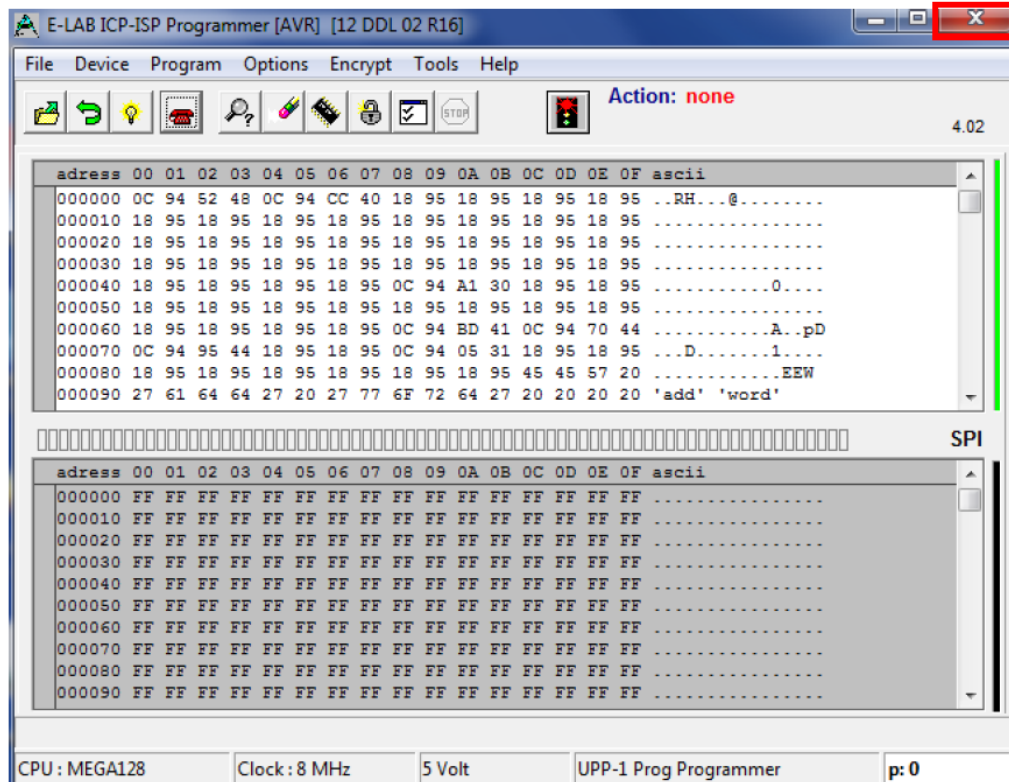 E-LAB ICP-ISP Programmer [AVR] [12 DDL 02 R16]
File Device Program Options Encrypt Tools Help
STOP
Action: none
4.02
adress 00 01 02 03 04 05 06 07 08 09 0A 0B 0C 0D 0E 0F ascii
000000 0C 94 52 48 0C 94 CC 40 18 95 18 95 18 95 18 95 ..RH...@........
000010 18 95 18 95 18 95 18 95 18 95 18 95 18 95 18 95 ................
000020 18 95 18 95 18 95 18 95 18 95 18 95 18 95 18 95 ................
000030 18 95 18 95 18 95 18 95 18 95 18 95 18 95 18 95 ................
000040 18 95 18 95 18 95 18 95 0C 94 A1 30 18 95 18 95 ...........0....
000050 18 95 18 95 18 95 18 95 18 95 18 95 18 95 18 95 ................
000060 18 95 18 95 18 95 18 95 0C 94 BD 41 0C 94 70 44 ...........A..pD
000070 0C 94 95 44 18 95 18 95 0C 94 05 31 18 95 18 95 ...D.......1....
000080 18 95 18 95 18 95 18 95 18 95 18 95 45 45 57 20 ............EEW
000090 27 61 64 64 27 20 27 77 6F 72 64 27 20 20 20 20 'add' 'word'
SPI
adress 00 01 02 03 04 05 06 07 08 09 0A 0B 0C 0D 0E 0F ascii
000000 FF FF FF FF FF FF FF FF FF FF FF FF FF FF FF FF ................
000010 FF FF FF FF FF FF FF FF FF FF FF FF FF FF FF FF ................
000020 FF FF FF FF FF FF FF FF FF FF FF FF FF FF FF FF ................
000030 FF FF FF FF FF FF FF FF FF FF FF FF FF FF FF FF ................
000040 FF FF FF FF FF FF FF FF FF FF FF FF FF FF FF FF ................
000050 FF FF FF FF FF FF FF FF FF FF FF FF FF FF FF FF ................
000060 FF FF FF FF FF FF FF FF FF FF FF FF FF FF FF FF ................
000070 FF FF FF FF FF FF FF FF FF FF FF FF FF FF FF FF ................
000080 FF FF FF FF FF FF FF FF FF FF FF FF FF FF FF FF ................
000090 FF FF FF FF FF FF FF FF FF FF FF FF FF FF FF FF ................
CPU : MEGA128 Clock : 8 MHz 5 Volt UPP-1 Prog Programmer p: 0